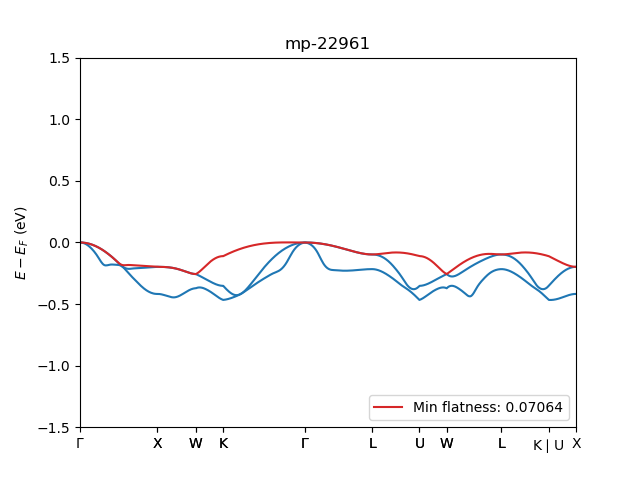 mp-22961
1.5
1.0
0.5
0.0
−0.5
−1.0
−1.5
E − E_F (eV)
Min flatness: 0.07064
Γ X W K Γ L U W L K | U X